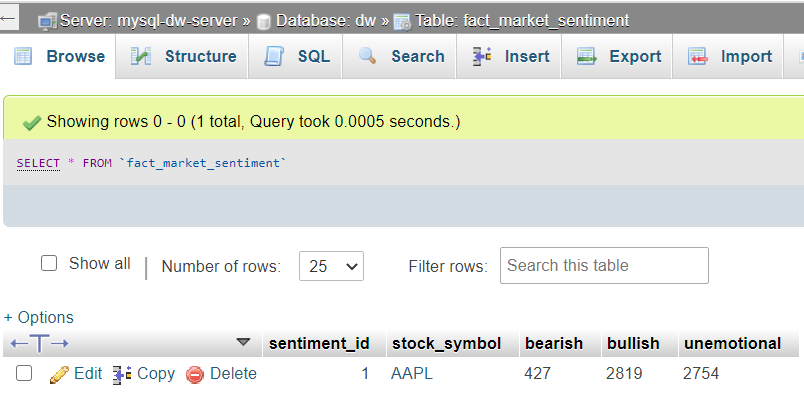 Server: mysql-dw-server » Database: dw » Table: fact_market_sentiment
Browse Structure SQL Search Insert Export Import
Showing rows 0 - 0 (1 total, Query took 0.0005 seconds.)
SELECT * FROM `fact_market_sentiment`
Show all Number of rows: 25 Filter rows: Search this table
+ Options
←T→ sentiment_id stock_symbol bearish bullish unemotional
Edit Copy Delete 1 AAPL 427 2819 2754